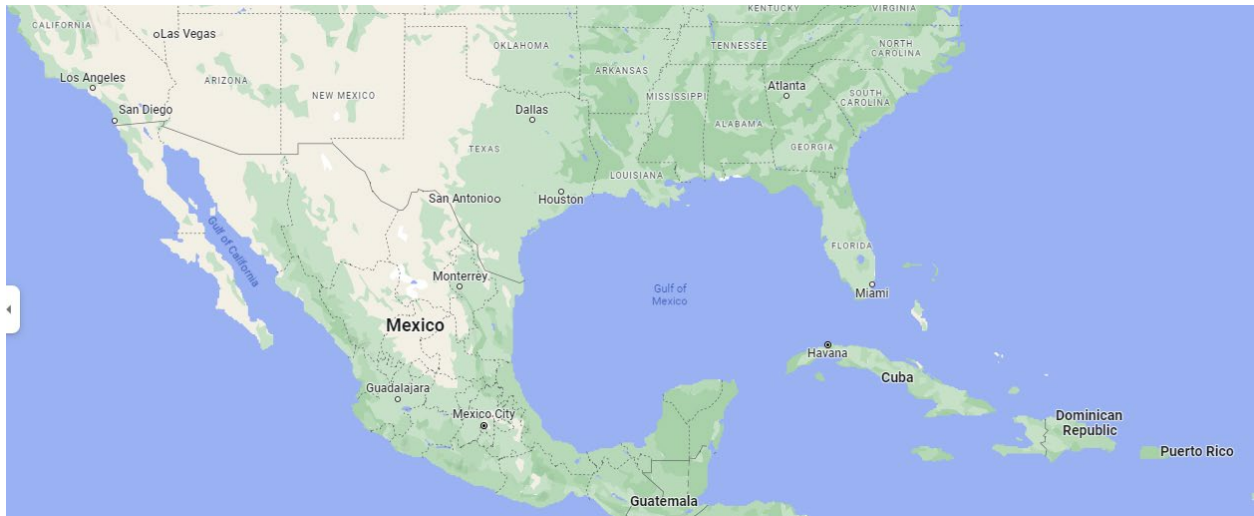 KENTUCKY
VIRGINIA
CALIFORNIA
Las Vegas
OKLAHOMA
TENNESSEE
NORTH
CAROLINA
Los Angeles
ARIZONA
NEW MEXICO
ARKANSAS
Atlanta
MISSISSIPPI
SOUTH
CAROLINA
San Diego
Dallas
ALABAMA
TEXAS
GEORGIA
LOUISIANA
San Antonio
Houston
Gulf of California
FLORIDA
Monterrey
Gulf of
Mexico
Miami
Mexico
Havana
Cuba
Guadalajara
Mexico City
Dominican
Republic
Puerto Rico
Guatemala